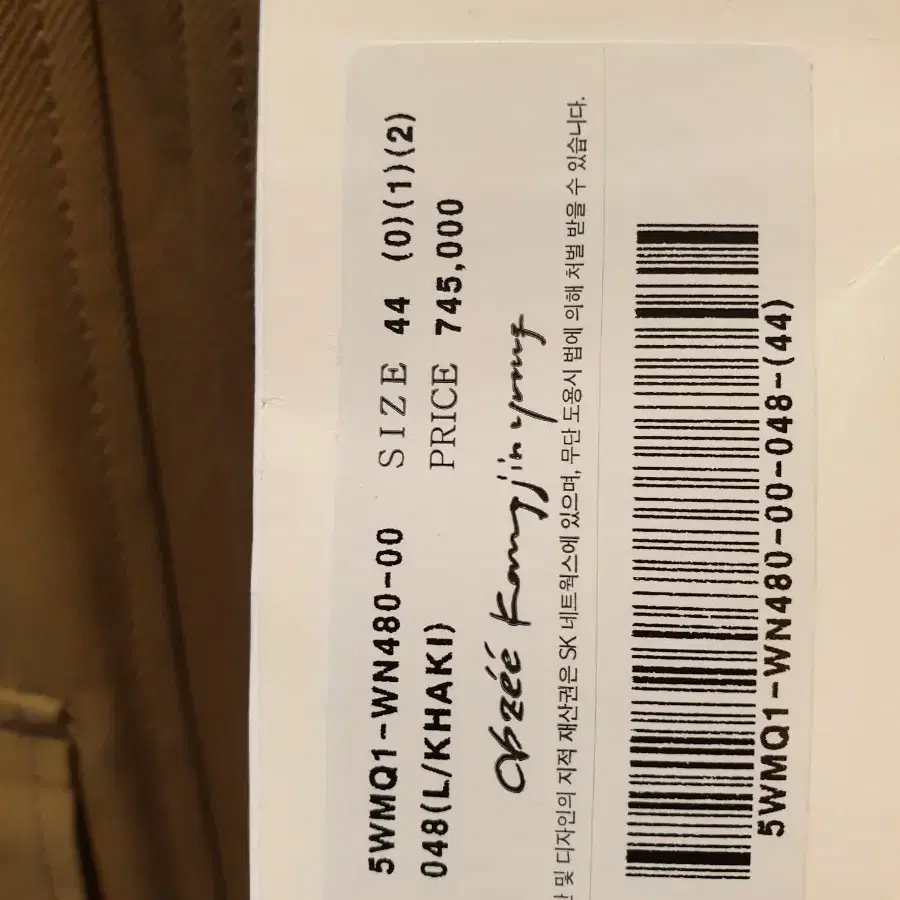 5WMQ1-WN480-00 SIZE 44 (0)(1)(2)
048(L/KHAKI) PRICE 745,000
Obzéé Kangjinyoung
및 디자인의 지적 재산권은 SK 네트웍스에 있으며, 무단 도용시 법에 의해 처벌 받을 수 있습니다.
5WMQ1-WN480-00-048-(44)